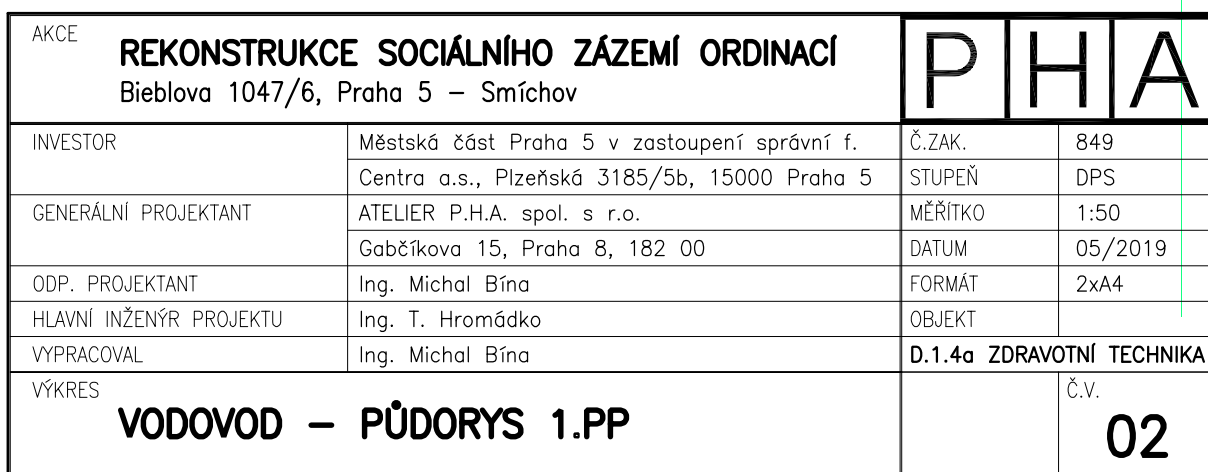 AKCE
REKONSTRUKCE SOCIÁLNÍHO ZÁZEMÍ ORDINACÍ
Bieblova 1047/6, Praha 5 – Smíchov
PHA
INVESTOR
Městská část Praha 5 v zastoupení správní f.
Centra a.s., Plzeňská 3185/5b, 15000 Praha 5
Č.ZAK. 849
STUPEŇ DPS
GENERÁLNÍ PROJEKTANT
ATELIER P.H.A. spol. s r.o.
Gabčíkova 15, Praha 8, 182 00
MĚŘÍTKO 1:50
DATUM 05/2019
ODP. PROJEKTANT Ing. Michal Bína
FORMÁT 2xA4
HLAVNÍ INŽENÝR PROJEKTU Ing. T. Hromádko
OBJEKT
VYPRACOVAL Ing. Michal Bína
D.1.4a ZDRAVOTNÍ TECHNIKA
VÝKRES
VODOVOD – PŮDORYS 1.PP
Č.V.
02